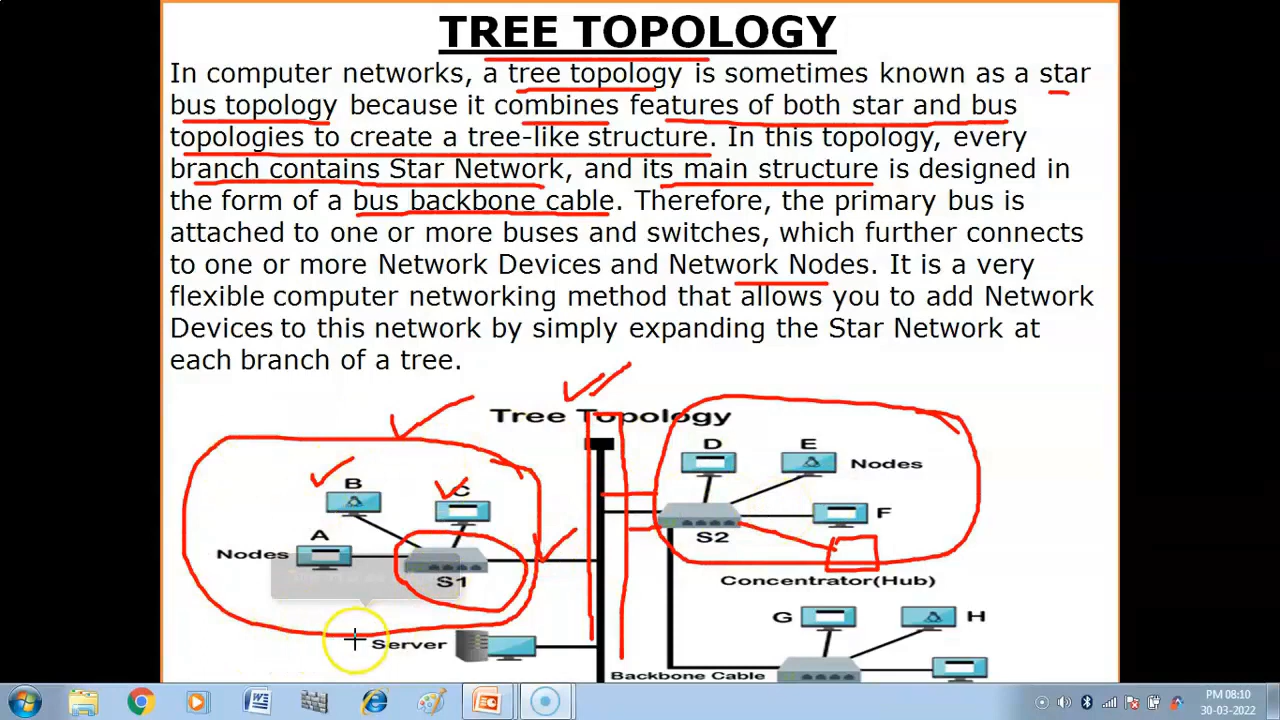 TREE TOPOLOGY
In computer networks, a tree topology is sometimes known as a star
bus topology because it combines features of both star and bus
topologies to create a tree-like structure. In this topology, every
branch contains Star Network, and its main structure is designed in
the form of a bus backbone cable. Therefore, the primary bus is
attached to one or more buses and switches, which further connects
to one or more Network Devices and Network Nodes. It is a very
flexible computer networking method that allows you to add Network
Devices to this network by simply expanding the Star Network at
each branch of a tree.
Tree Topology
D E
Nodes
B C
F
A
Nodes
S2
S1
Concentrator(Hub)
G H
Server
Backbone Cable
PM 08:10
30-03-2022